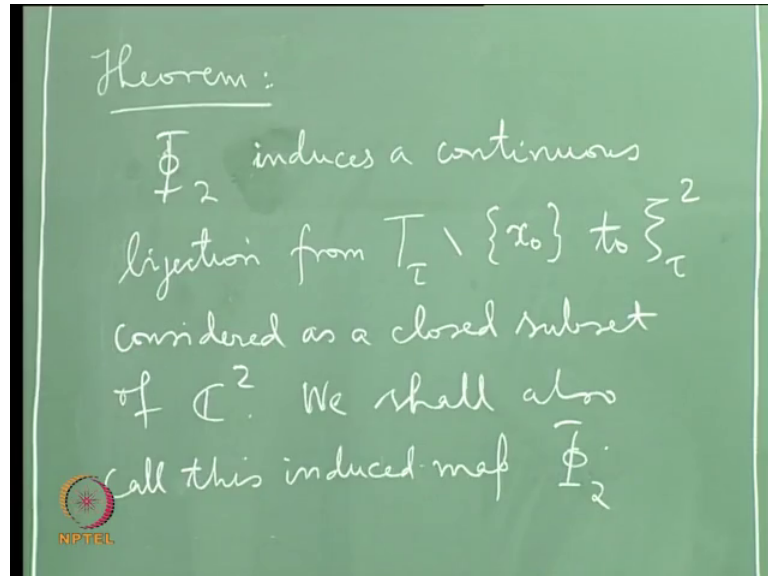 Theorem:
Φ₂ induces a continuous
bijection from T_τ \ {x₀} to ξ_τ²
considered as a closed subset
of ℂ². We shall also
call this induced map Φ₂.
NPTEL